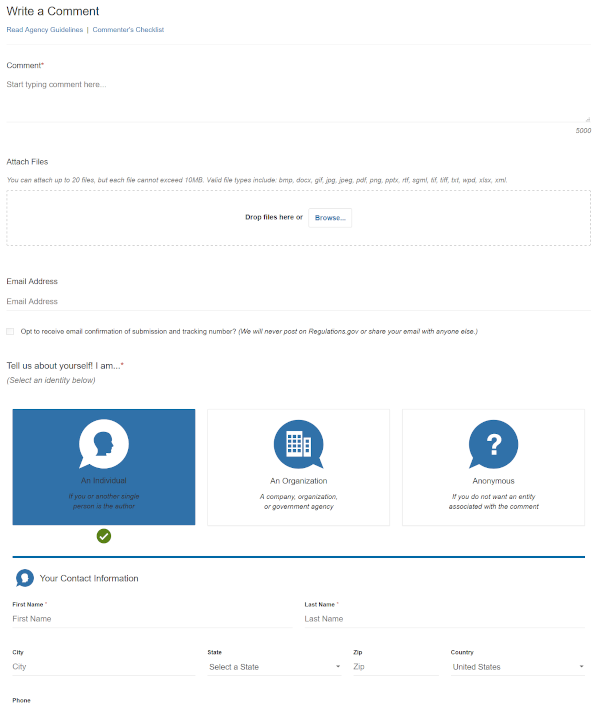 Write a Comment
Read Agency Guidelines | Commenter's Checklist
Comment*
Start typing comment here...
5000
Attach Files
You can attach up to 20 files, but each file cannot exceed 10MB. Valid file types include: bmp, docx, gif, jpg, jpeg, pdf, png, pptx, rtf, sgml, tif, tiff, txt, wpd, xlsx, xml.
Drop files here or Browse...
Email Address
Email Address
Opt to receive email confirmation of submission and tracking number? (We will never post on Regulations.gov or share your email with anyone else.)
Tell us about yourself! I am...*
(Select an identity below)
An Individual
If you or another single
person is the author
An Organization
A company, organization,
or government agency
?
Anonymous
If you do not want an entity
associated with the comment
Your Contact Information
First Name * Last Name *
First Name Last Name
City State Zip Country
City Select a State Zip United States
Phone